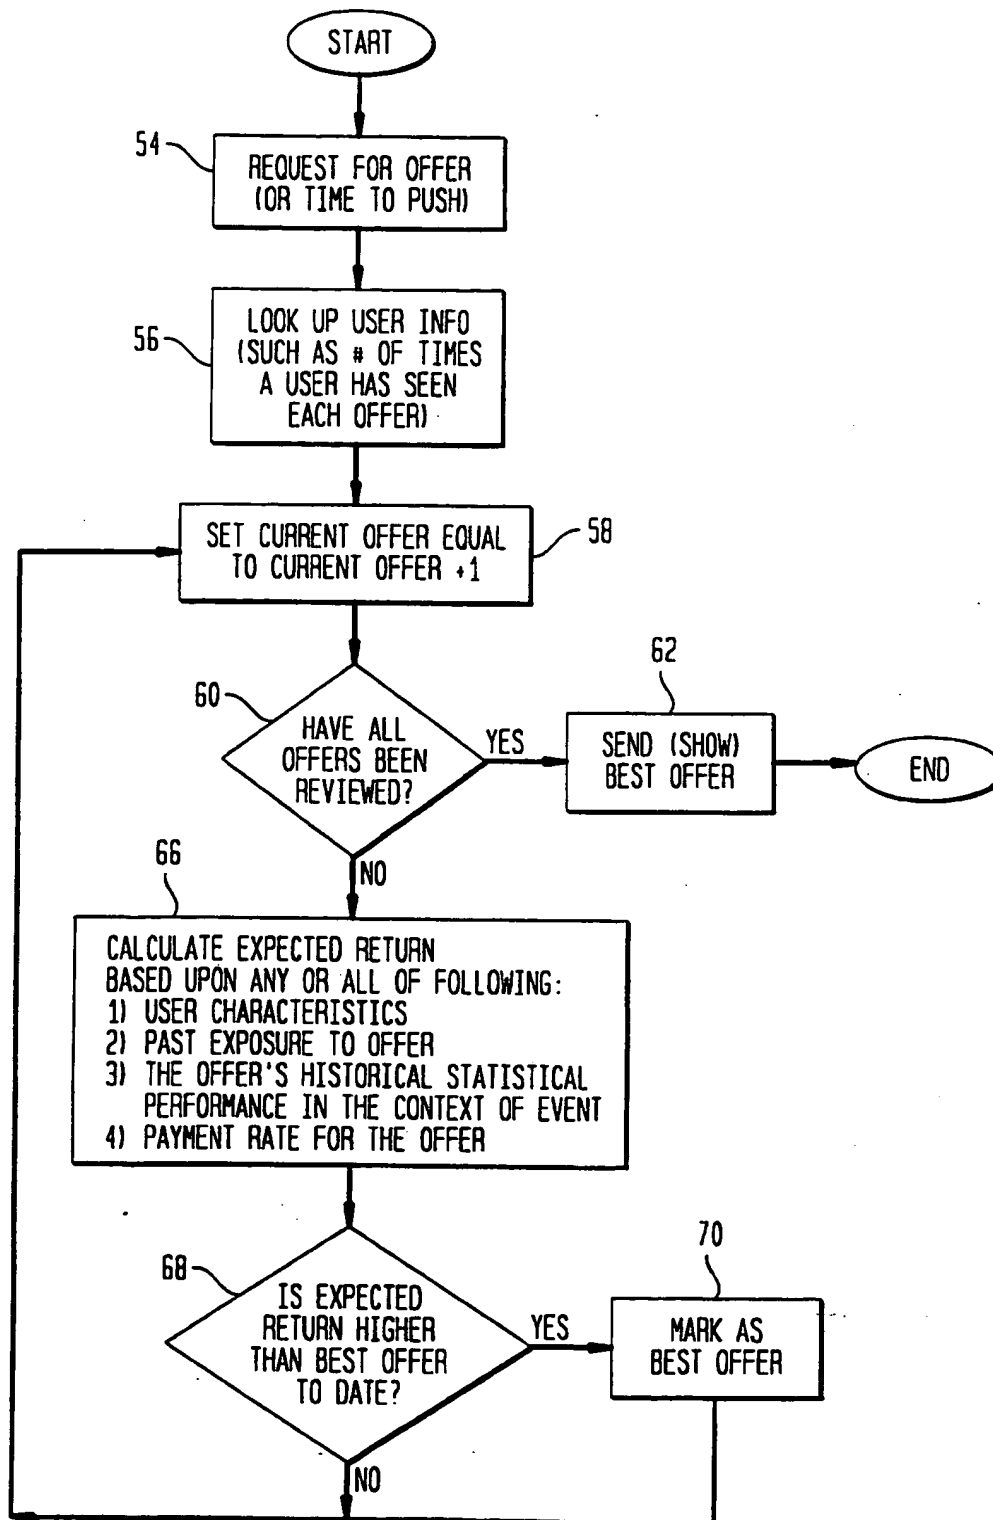 START
54
REQUEST FOR OFFER
(OR TIME TO PUSH)
56
LOOK UP USER INFO
(SUCH AS # OF TIMES
A USER HAS SEEN
EACH OFFER)
58
SET CURRENT OFFER EQUAL
TO CURRENT OFFER +1
60
HAVE ALL
OFFERS BEEN
REVIEWED?
YES
62
SEND (SHOW)
BEST OFFER
END
NO
66
CALCULATE EXPECTED RETURN
BASED UPON ANY OR ALL OF FOLLOWING:
1) USER CHARACTERISTICS
2) PAST EXPOSURE TO OFFER
3) THE OFFER'S HISTORICAL STATISTICAL
PERFORMANCE IN THE CONTEXT OF EVENT
4) PAYMENT RATE FOR THE OFFER
68
IS EXPECTED
RETURN HIGHER
THAN BEST OFFER
TO DATE?
YES
70
MARK AS
BEST OFFER
NO